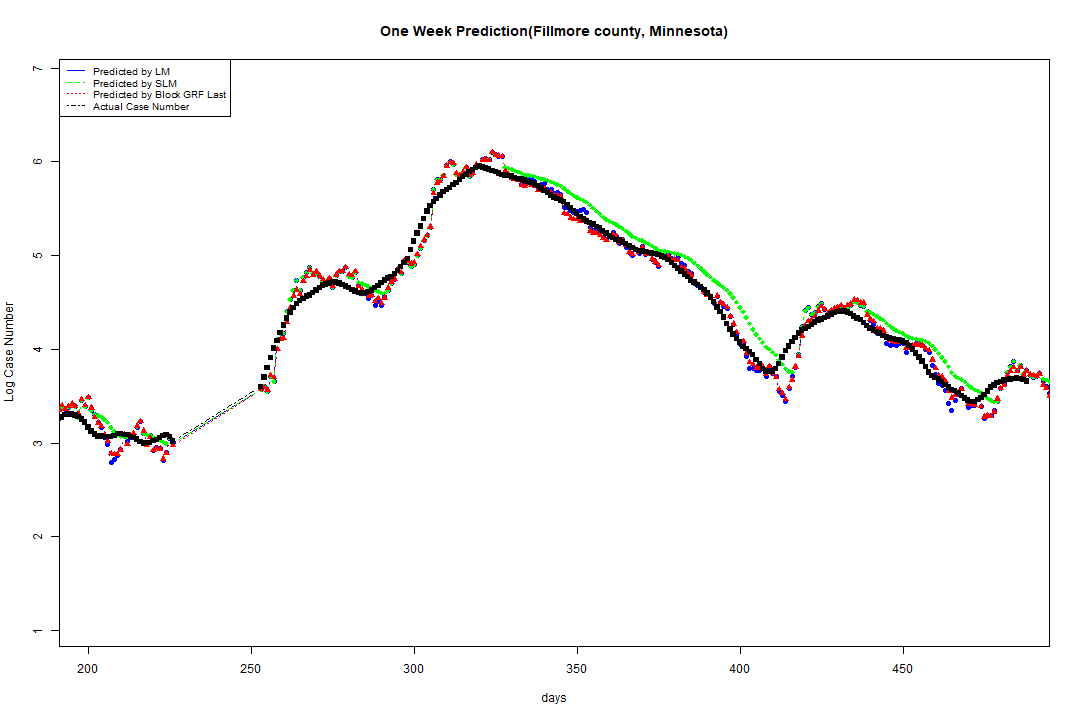 One Week Prediction(Fillmore county, Minnesota)
Predicted by LM
Predicted by SLM
Predicted by Block GRF Last
Actual Case Number
7
6
5
4
3
2
1
Log Case Number
200 250 300 350 400 450
days